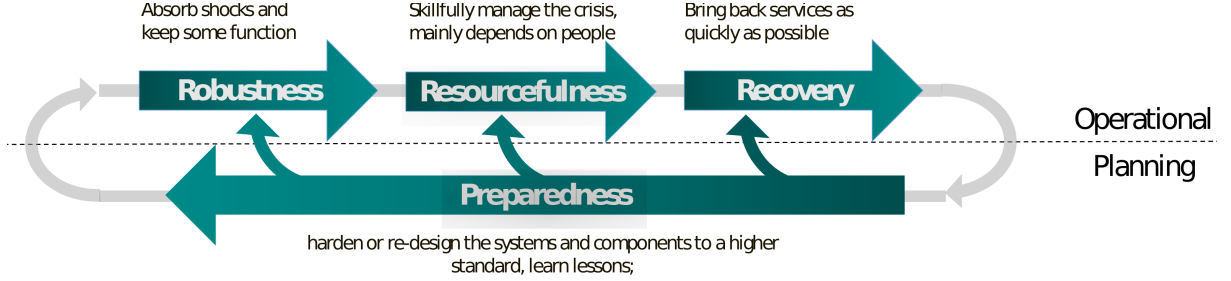 Absorb shocks and
keep some function
Skillfully manage the crisis,
mainly depends on people
Bring back services as
quickly as possible
Robustness
Resourcefulness
Recovery
Operational
Planning
Preparedness
harden or re-design the systems and components to a higher
standard, learn lessons;